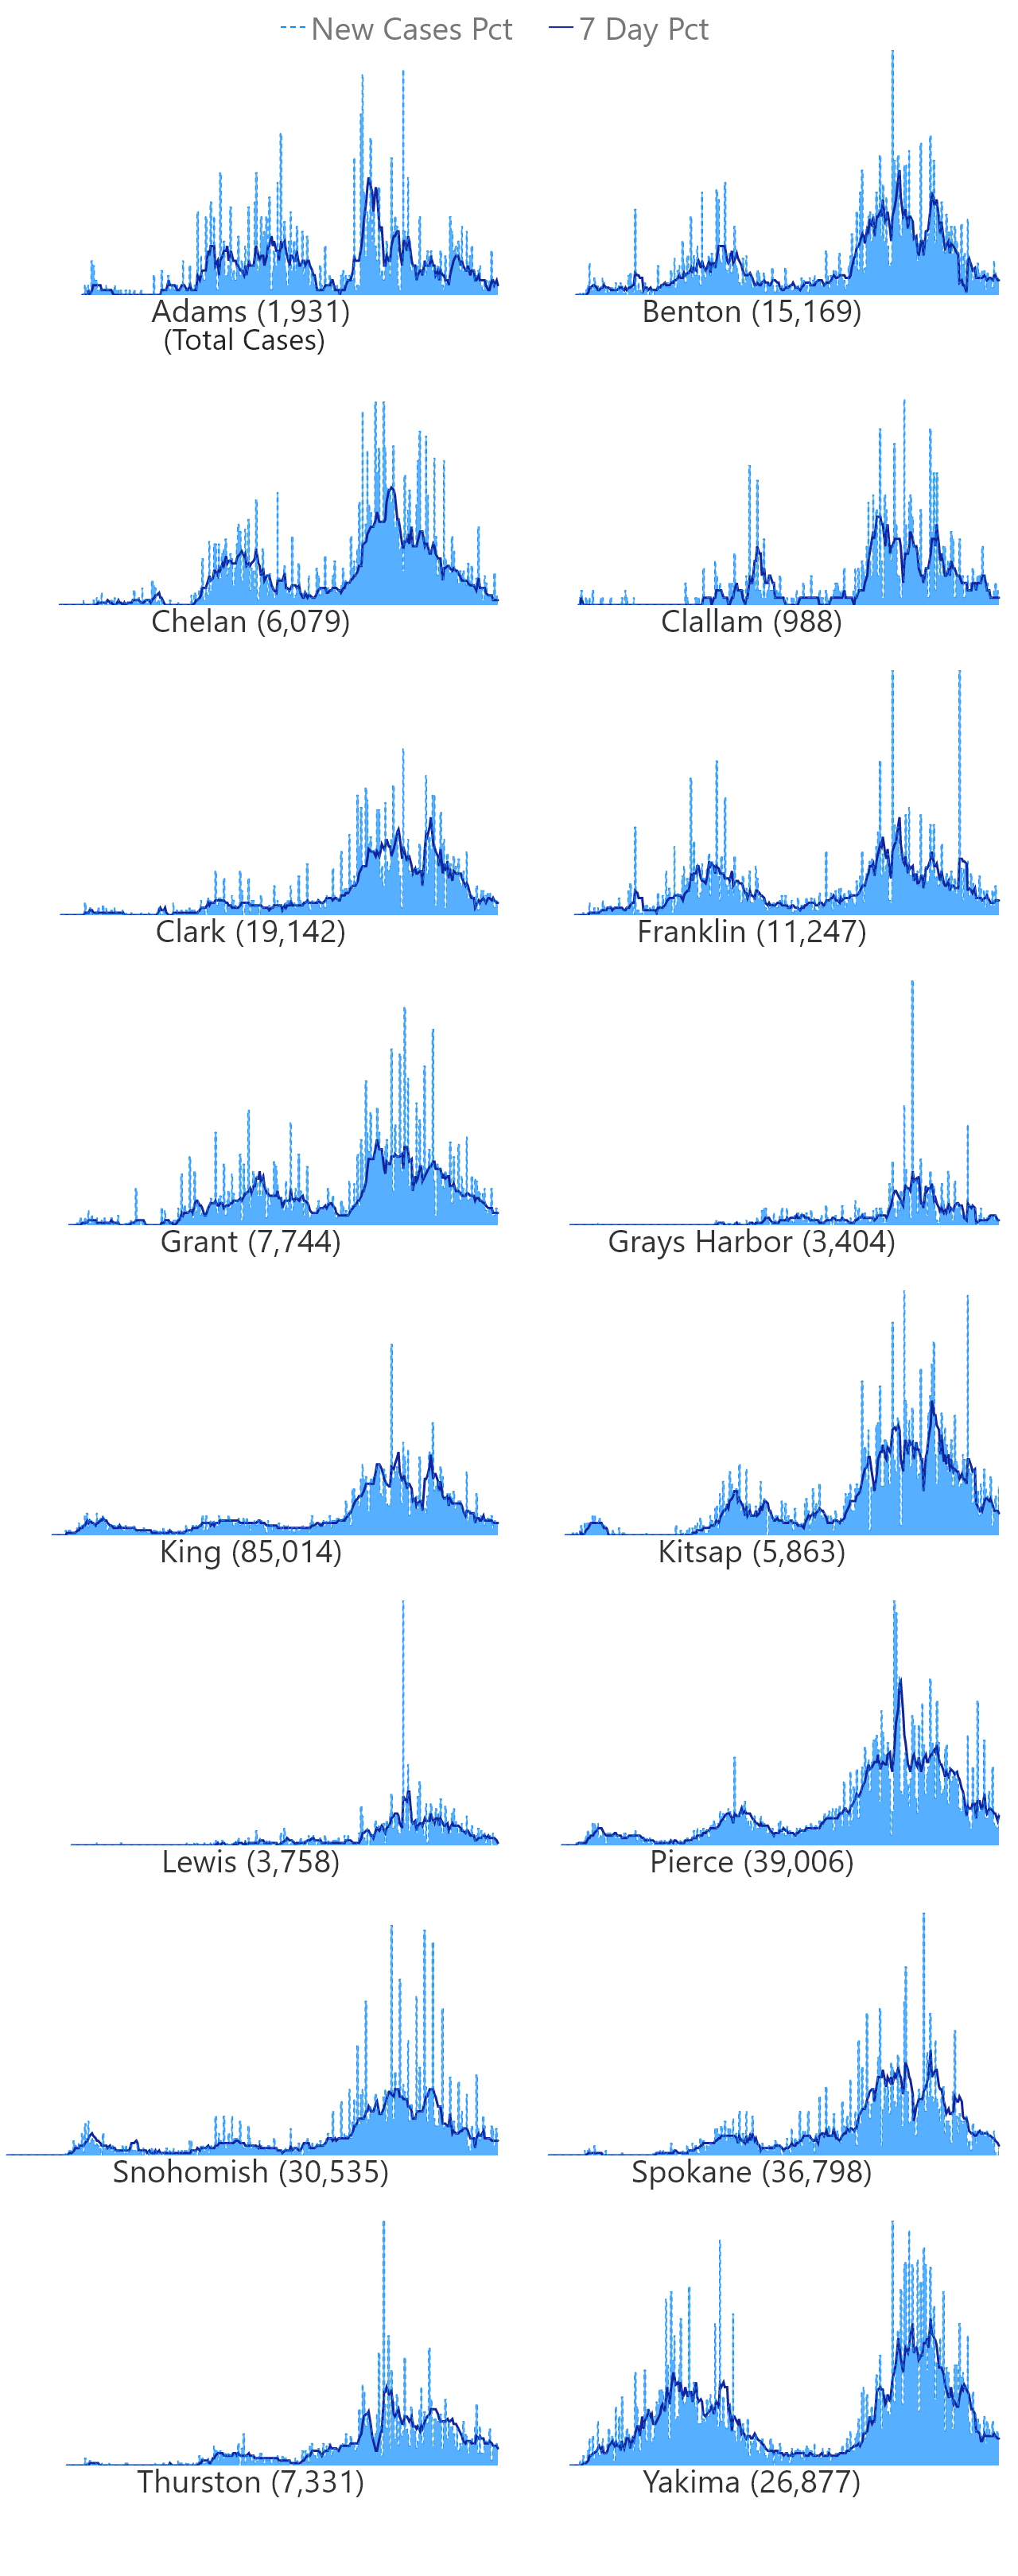 New Cases Pct 7 Day Pct
Adams (1,931) Benton (15,169)
(Total Cases)
Chelan (6,079) Clallam (988)
Clark (19,142) Franklin (11,247)
Grant (7,744) Grays Harbor (3,404)
King (85,014) Kitsap (5,863)
Lewis (3,758) Pierce (39,006)
Snohomish (30,535) Spokane (36,798)
Thurston (7,331) Yakima (26,877)